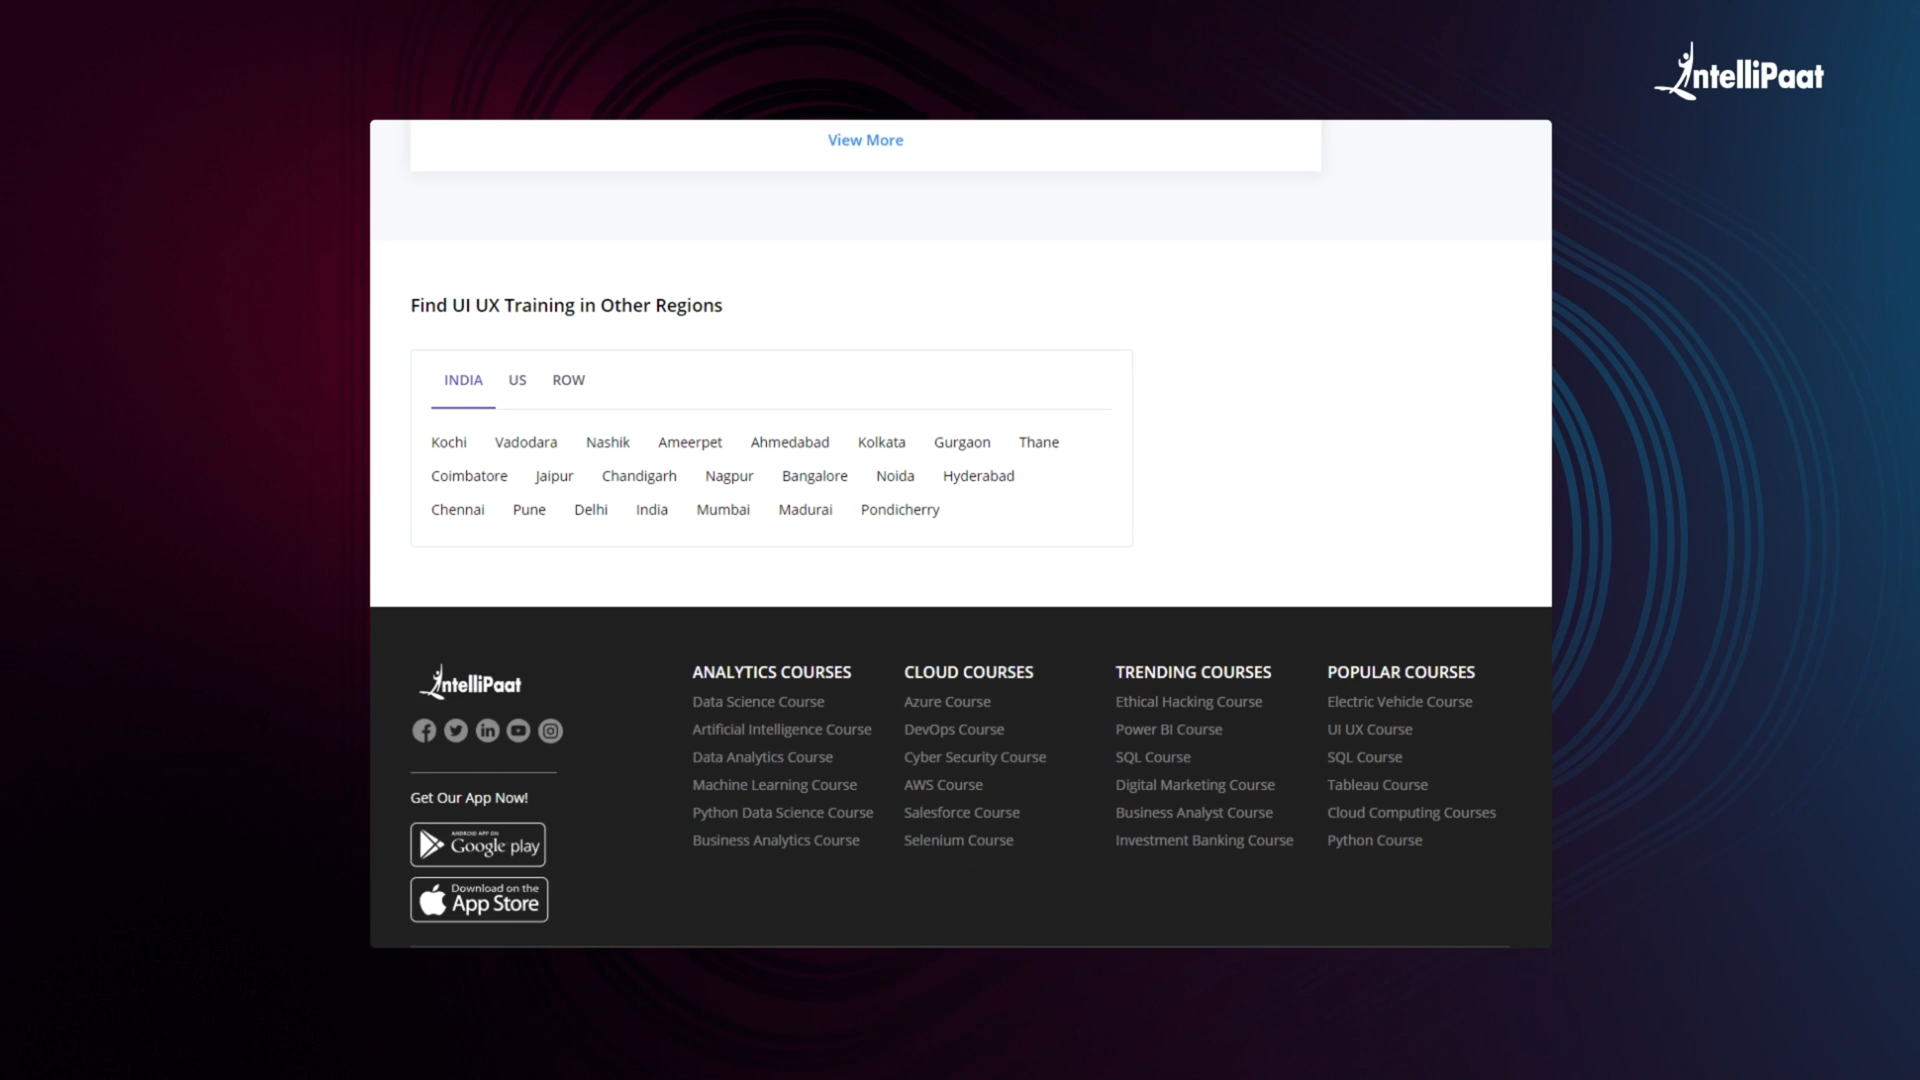 IntelliPaat
View More
Find UI UX Training in Other Regions
INDIA US ROW
Kochi Vadodara Nashik Ameerpet Ahmedabad Kolkata Gurgaon Thane
Coimbatore Jaipur Chandigarh Nagpur Bangalore Noida Hyderabad
Chennai Pune Delhi India Mumbai Madurai Pondicherry
IntelliPaat
Get Our App Now!
ANDROID APP ON
Google play
Download on the
App Store
ANALYTICS COURSES
Data Science Course
Artificial Intelligence Course
Data Analytics Course
Machine Learning Course
Python Data Science Course
Business Analytics Course
CLOUD COURSES
Azure Course
DevOps Course
Cyber Security Course
AWS Course
Salesforce Course
Selenium Course
TRENDING COURSES
Ethical Hacking Course
Power BI Course
SQL Course
Digital Marketing Course
Business Analyst Course
Investment Banking Course
POPULAR COURSES
Electric Vehicle Course
UI UX Course
SQL Course
Tableau Course
Cloud Computing Courses
Python Course